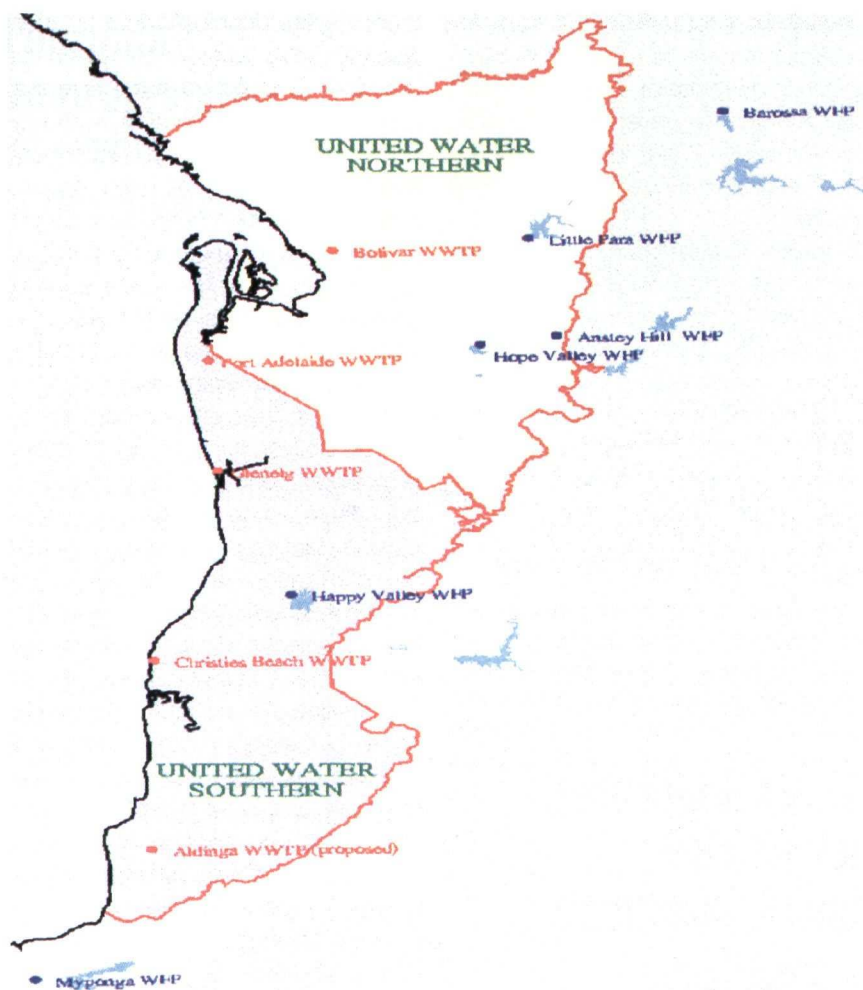 UNITED WATER
NORTHERN
Barossa WFP
Little Para WFP
Bolivar WWTP
Anstey Hill WFP
Hope Valley WFP
Port Adelaide WWTP
Glenelg WWTP
Happy Valley WFP
Christies Beach WWTP
UNITED WATER
SOUTHERN
Aldinga WWTP (proposed)
Myponga WFP